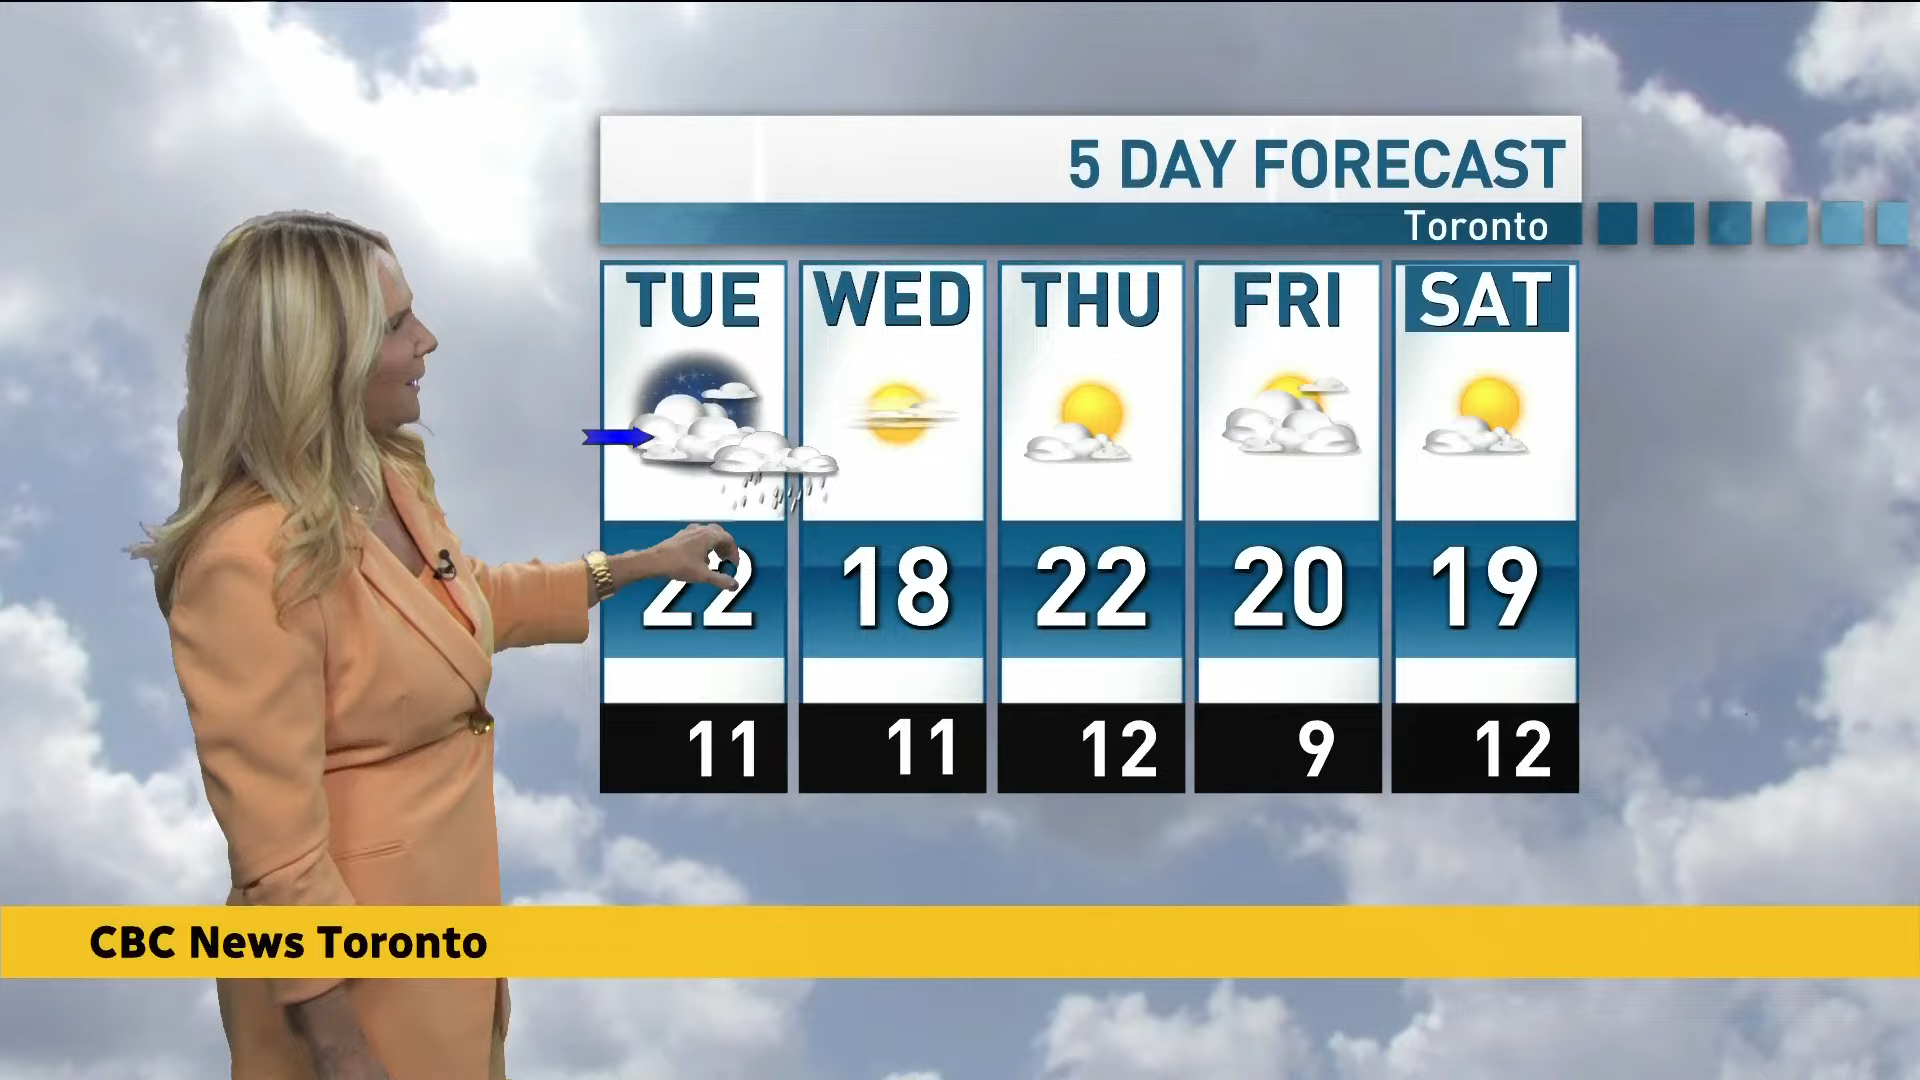 5 DAY FORECAST
Toronto
TUE WED THU FRI SAT
22 18 22 20 19
11 11 12 9 12
CBC News Toronto